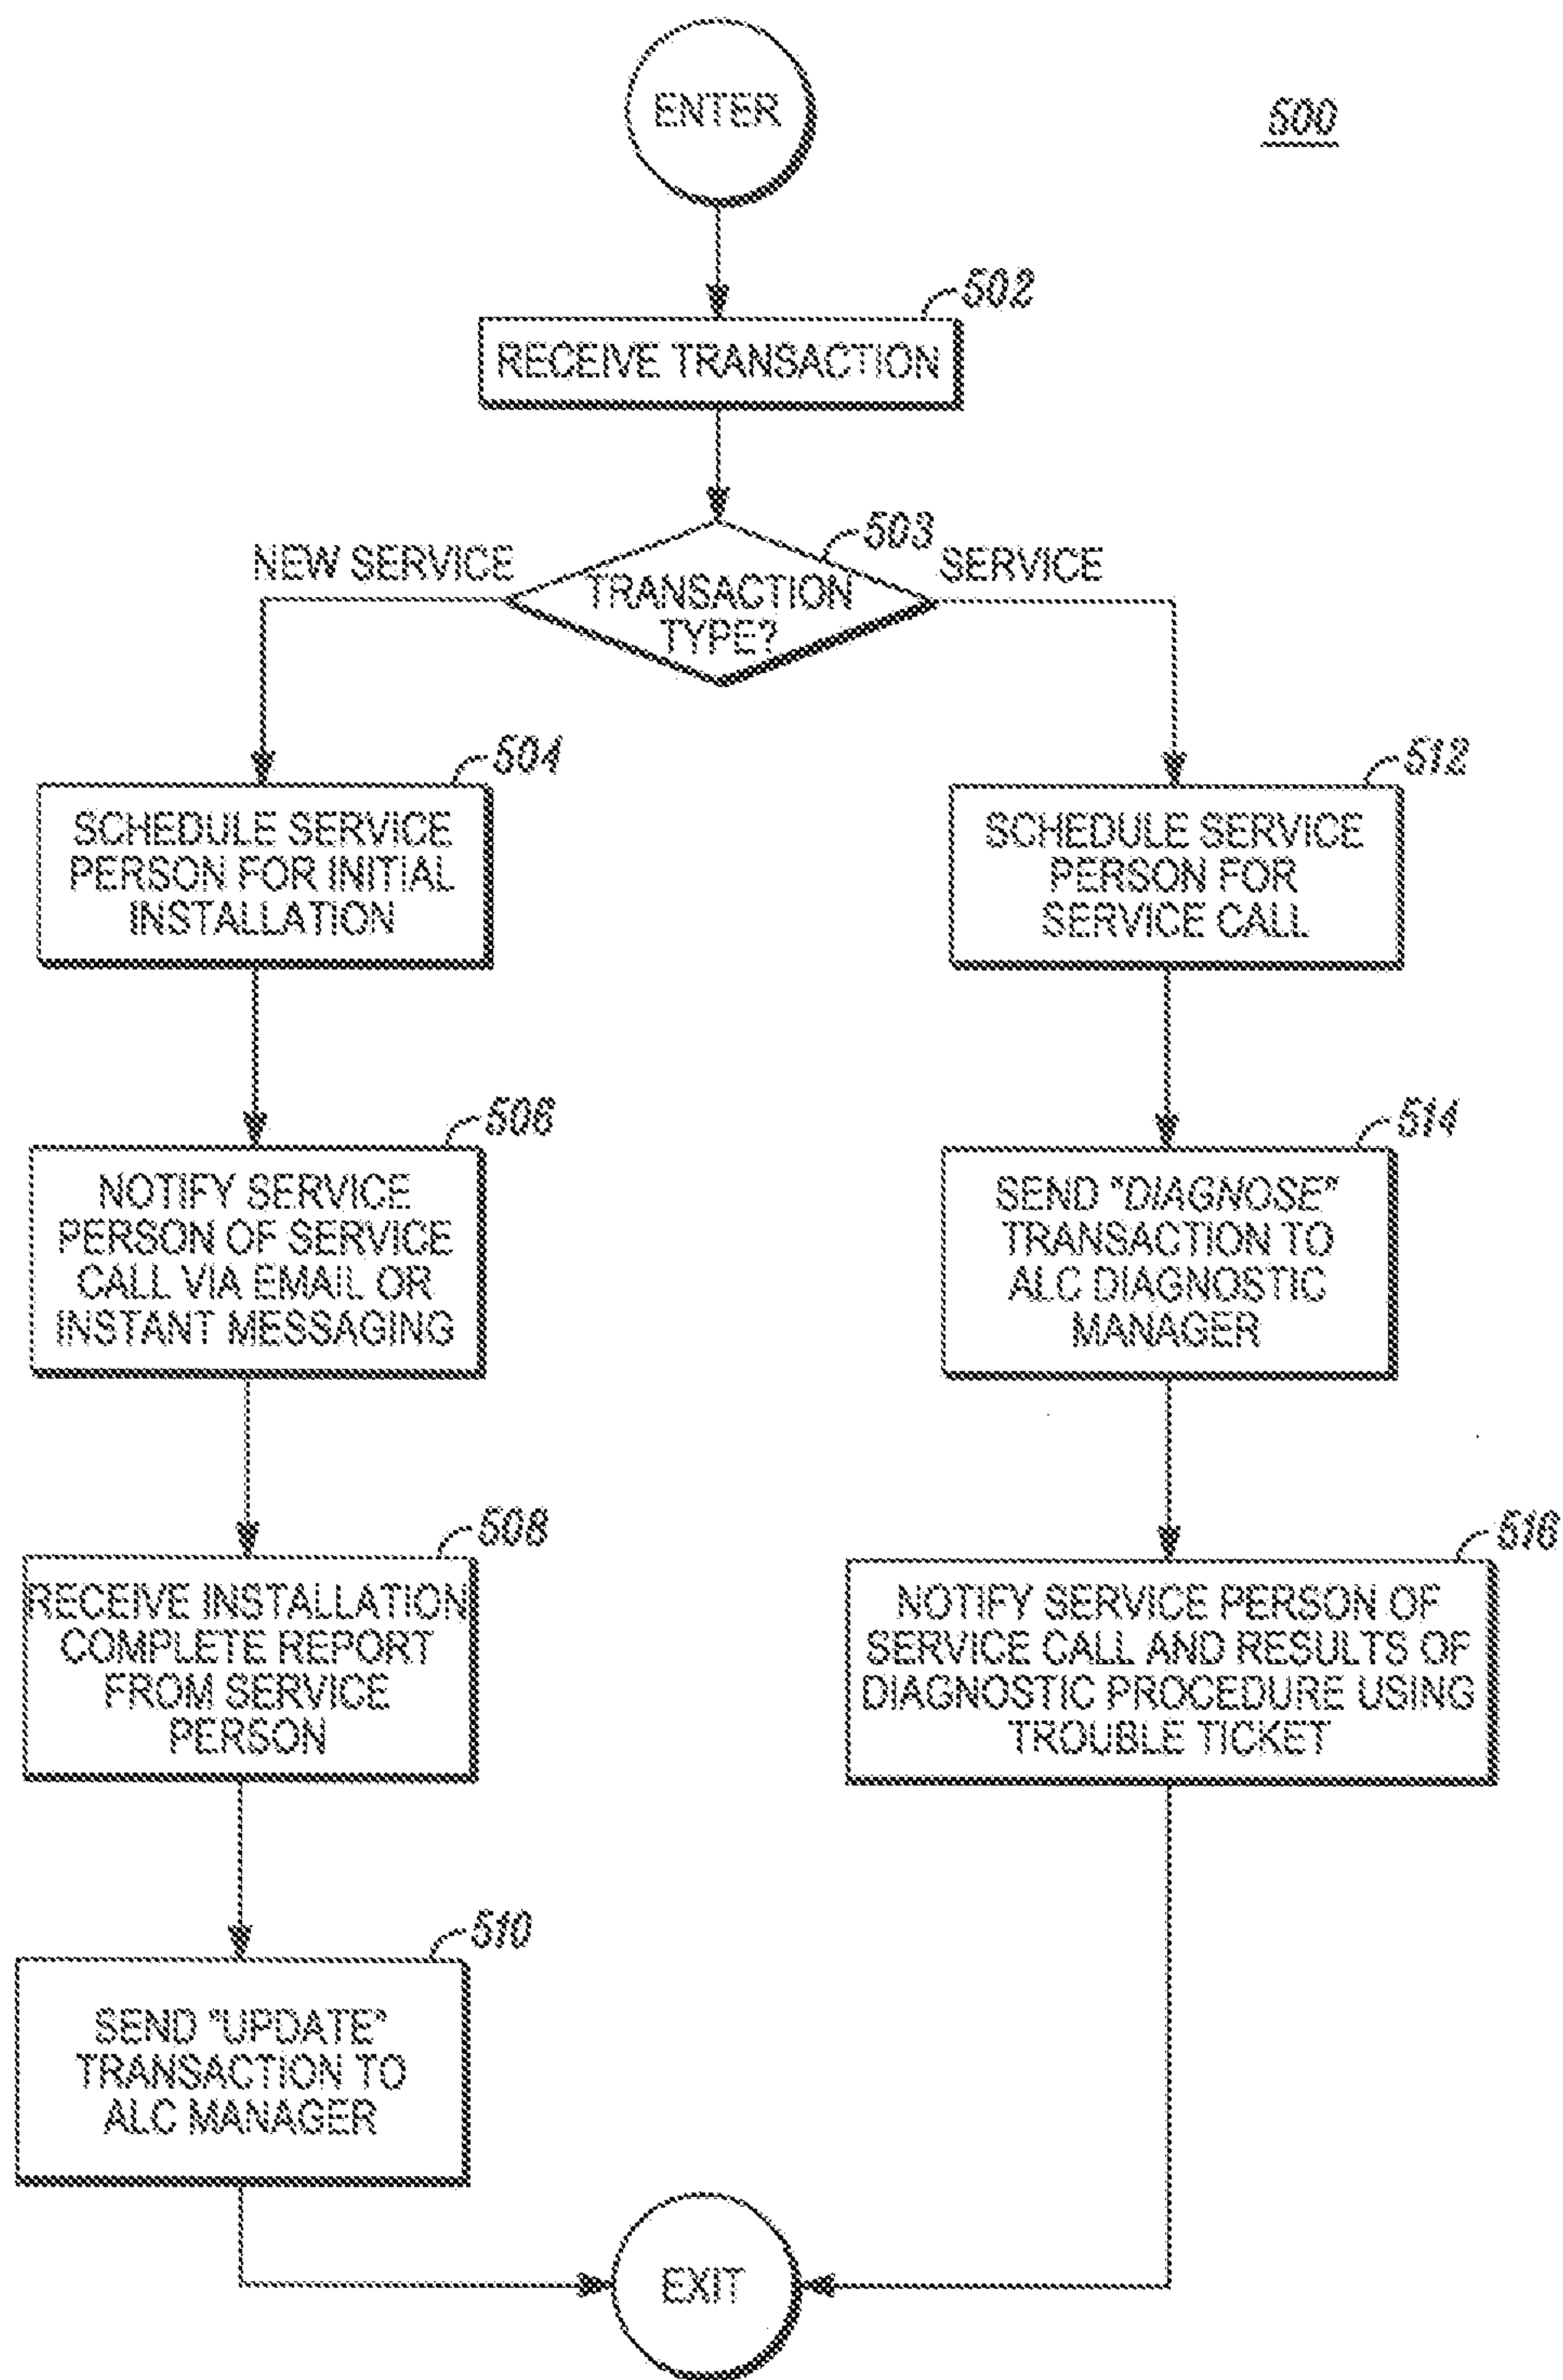 ENTER
500
502
RECEIVE TRANSACTION
503
NEW SERVICE
SERVICE
TRANSACTION
TYPE?
504
SCHEDULE SERVICE
PERSON FOR INITIAL
INSTALLATION
512
SCHEDULE SERVICE
PERSON FOR
SERVICE CALL
506
NOTIFY SERVICE
PERSON OF SERVICE
CALL VIA EMAIL OR
INSTANT MESSAGING
514
SEND "DIAGNOSE"
TRANSACTION TO
ALC DIAGNOSTIC
MANAGER
508
RECEIVE INSTALLATION
COMPLETE REPORT
FROM SERVICE
PERSON
516
NOTIFY SERVICE PERSON OF
SERVICE CALL AND RESULTS OF
DIAGNOSTIC PROCEDURE USING
TROUBLE TICKET
510
SEND "UPDATE"
TRANSACTION TO
ALC MANAGER
EXIT